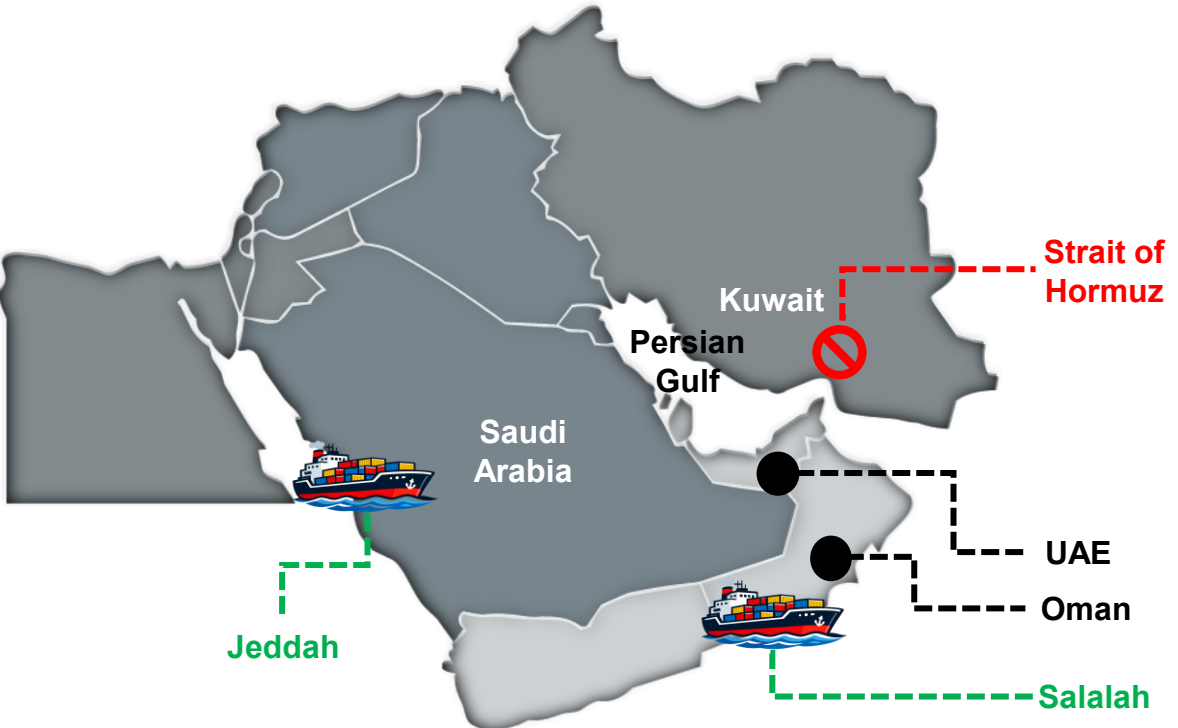 Strait of
Hormuz
Kuwait
Persian
Gulf
Saudi
Arabia
UAE
Oman
Jeddah
Salalah